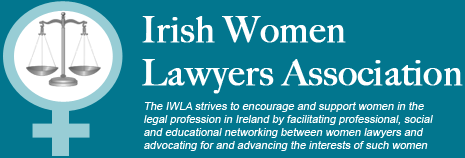 Irish Women
Lawyers Association
The IWLA strives to encourage and support women in the
legal profession in Ireland by facilitating professional, social
and educational networking between women lawyers and
advocating for and advancing the interests of such women